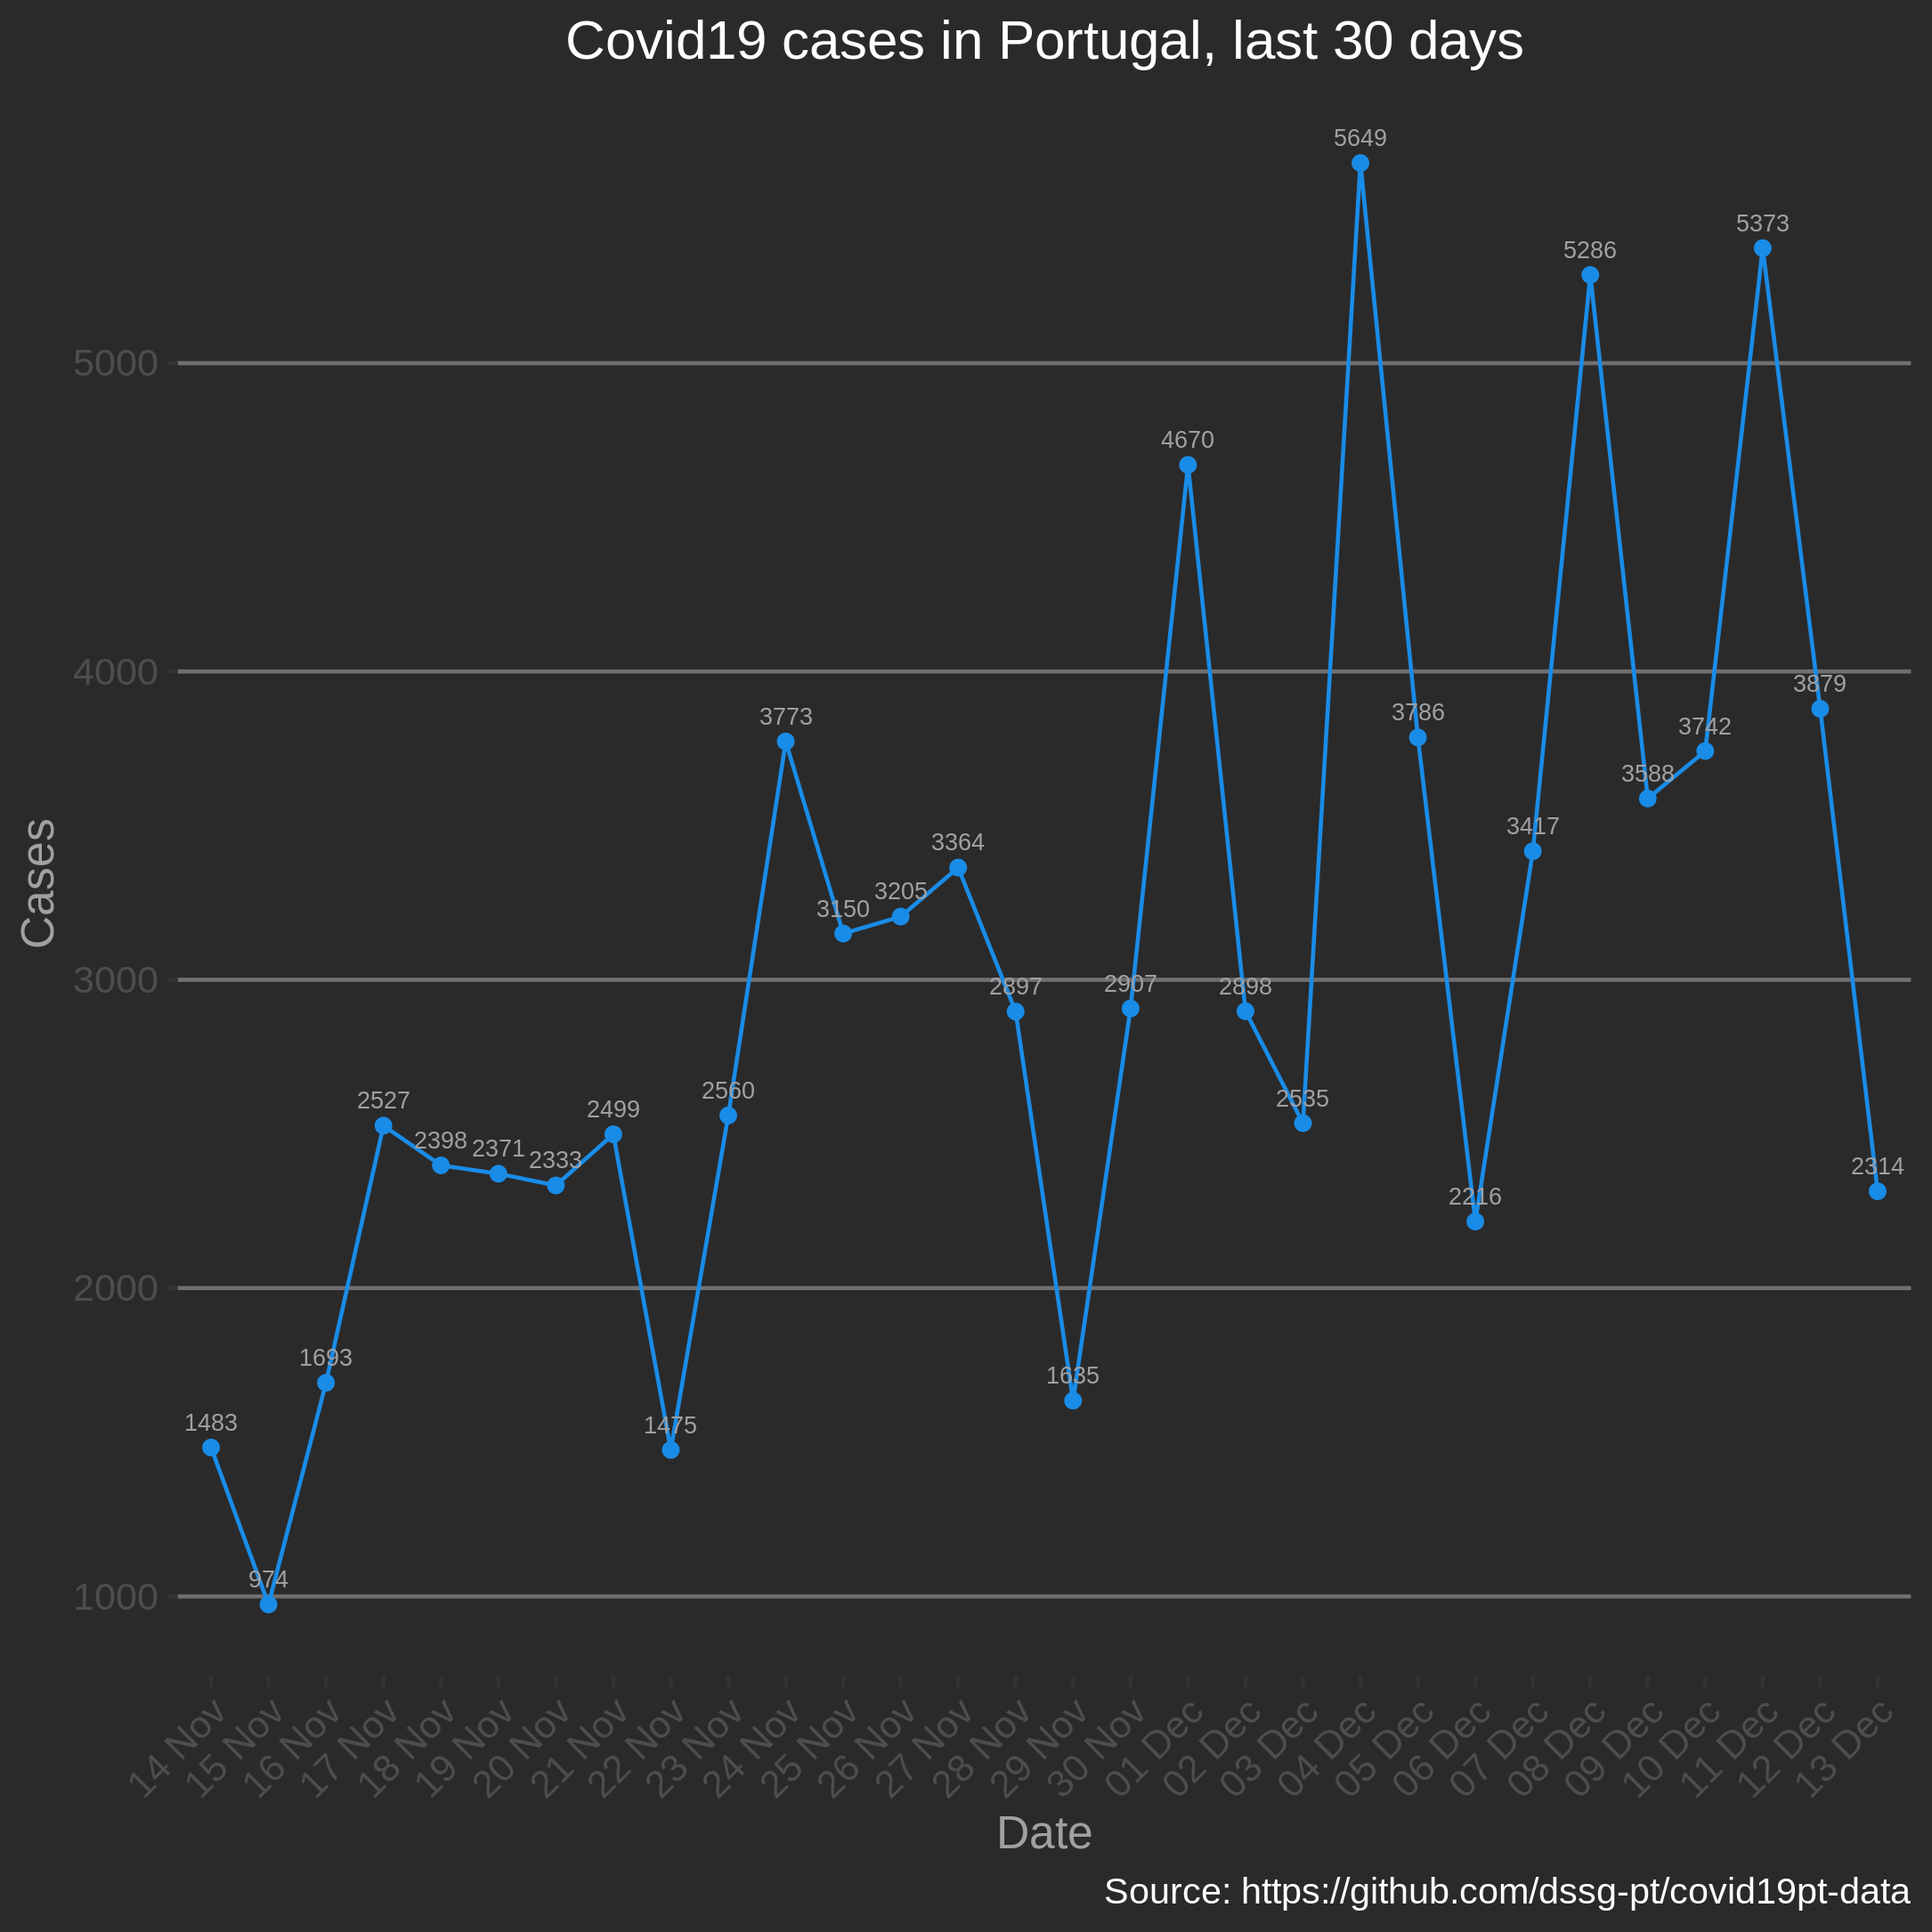 Covid19 cases in Portugal, last 30 days
5649
5373
5286
5000
4670
4000
3879
3773
3786
3742
3588
3417
3364
3205
3150
3000
2897
2907
2898
2560
2535
2527
2499
2398
2371
2333
2314
2216
2000
1693
1635
1483
1475
1000
974
Cases
14 Nov
15 Nov
16 Nov
17 Nov
18 Nov
19 Nov
20 Nov
21 Nov
22 Nov
23 Nov
24 Nov
25 Nov
26 Nov
27 Nov
28 Nov
29 Nov
30 Nov
01 Dec
02 Dec
03 Dec
04 Dec
05 Dec
06 Dec
07 Dec
08 Dec
09 Dec
10 Dec
11 Dec
12 Dec
13 Dec
Date
Source: https://github.com/dssg-pt/covid19pt-data